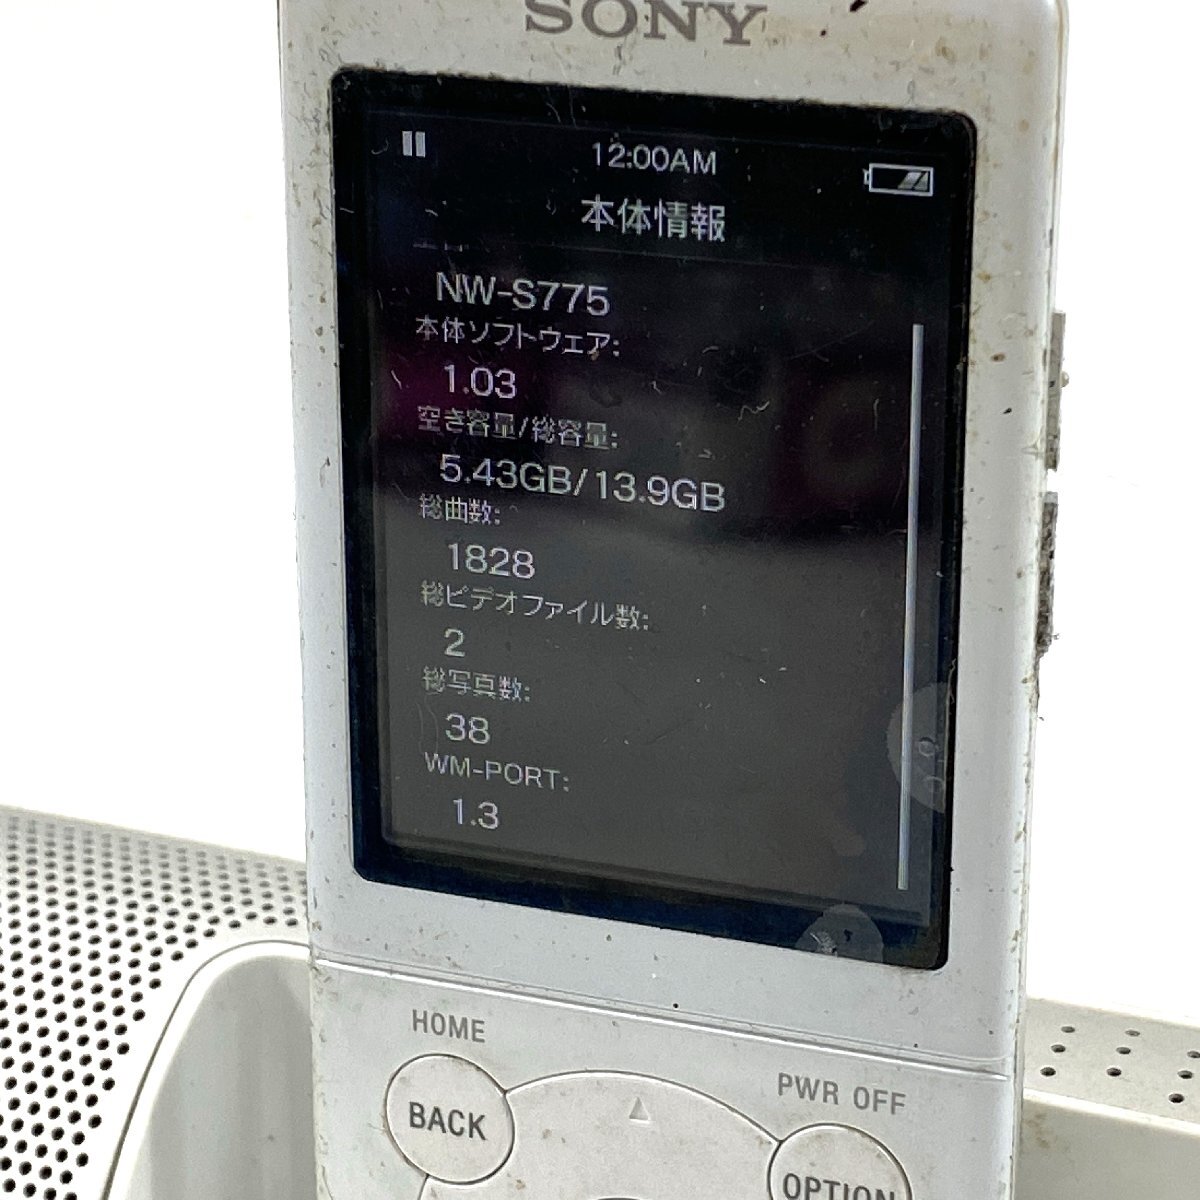 SONY
12:00AM
本体情報
NW-S775
本体ソフトウェア:
1.03
空き容量/総容量:
5.43GB/13.9GB
総曲数:
1828
総ビデオファイル数:
2
総写真数:
38
WM-PORT:
1.3
HOME
BACK
PWR OFF
OPTION